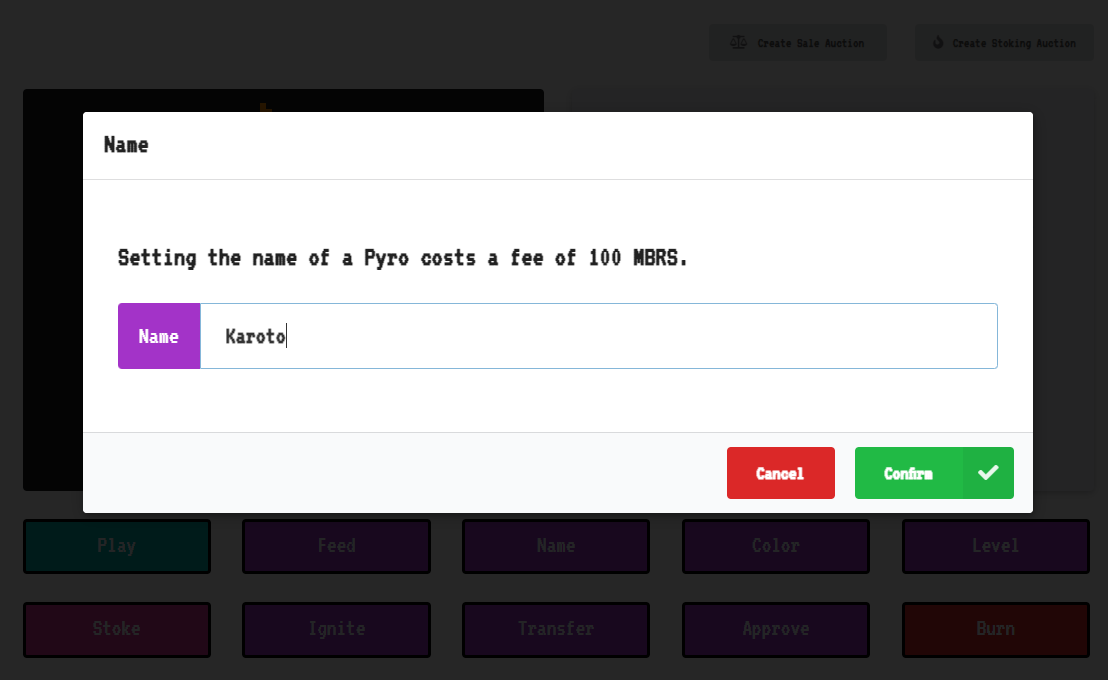 Create Sale Auction
Create Stoking Auction
Name
Setting the name of a Pyro costs a fee of 100 MBRS.
Name
Karoto
Cancel
Confirm
Play
Feed
Name
Color
Level
Stoke
Ignite
Transfer
Approve
Burn